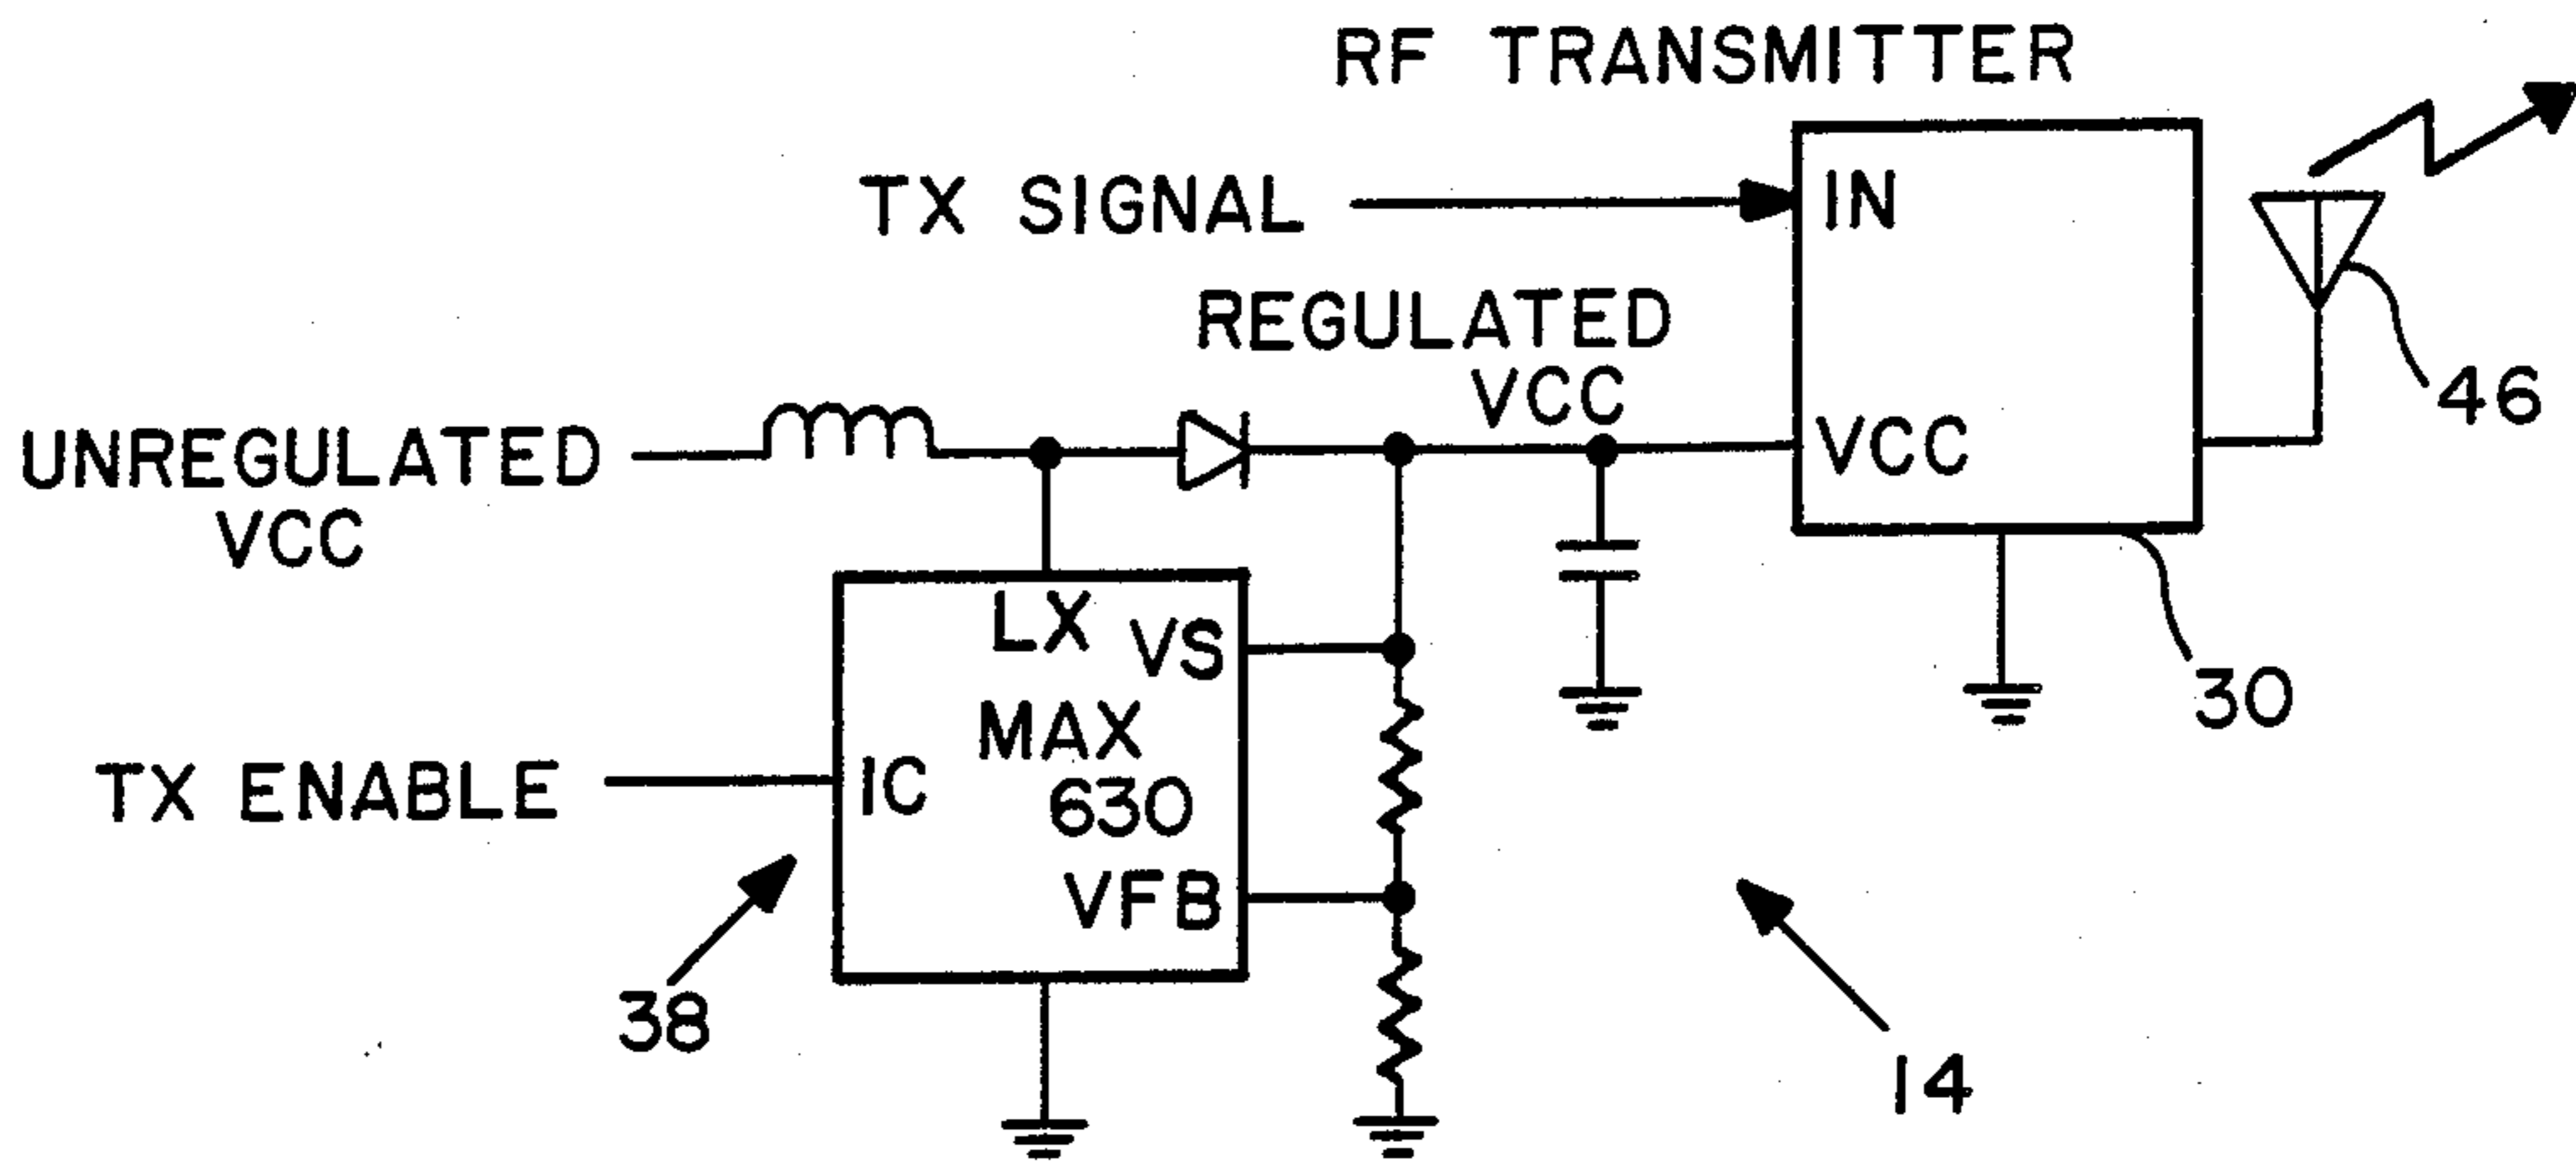 RF TRANSMITTER
TX SIGNAL
IN
REGULATED
VCC
46
UNREGULATED
VCC
VCC
LX
VS
30
MAX
630
TX ENABLE
IC
VFB
38
14